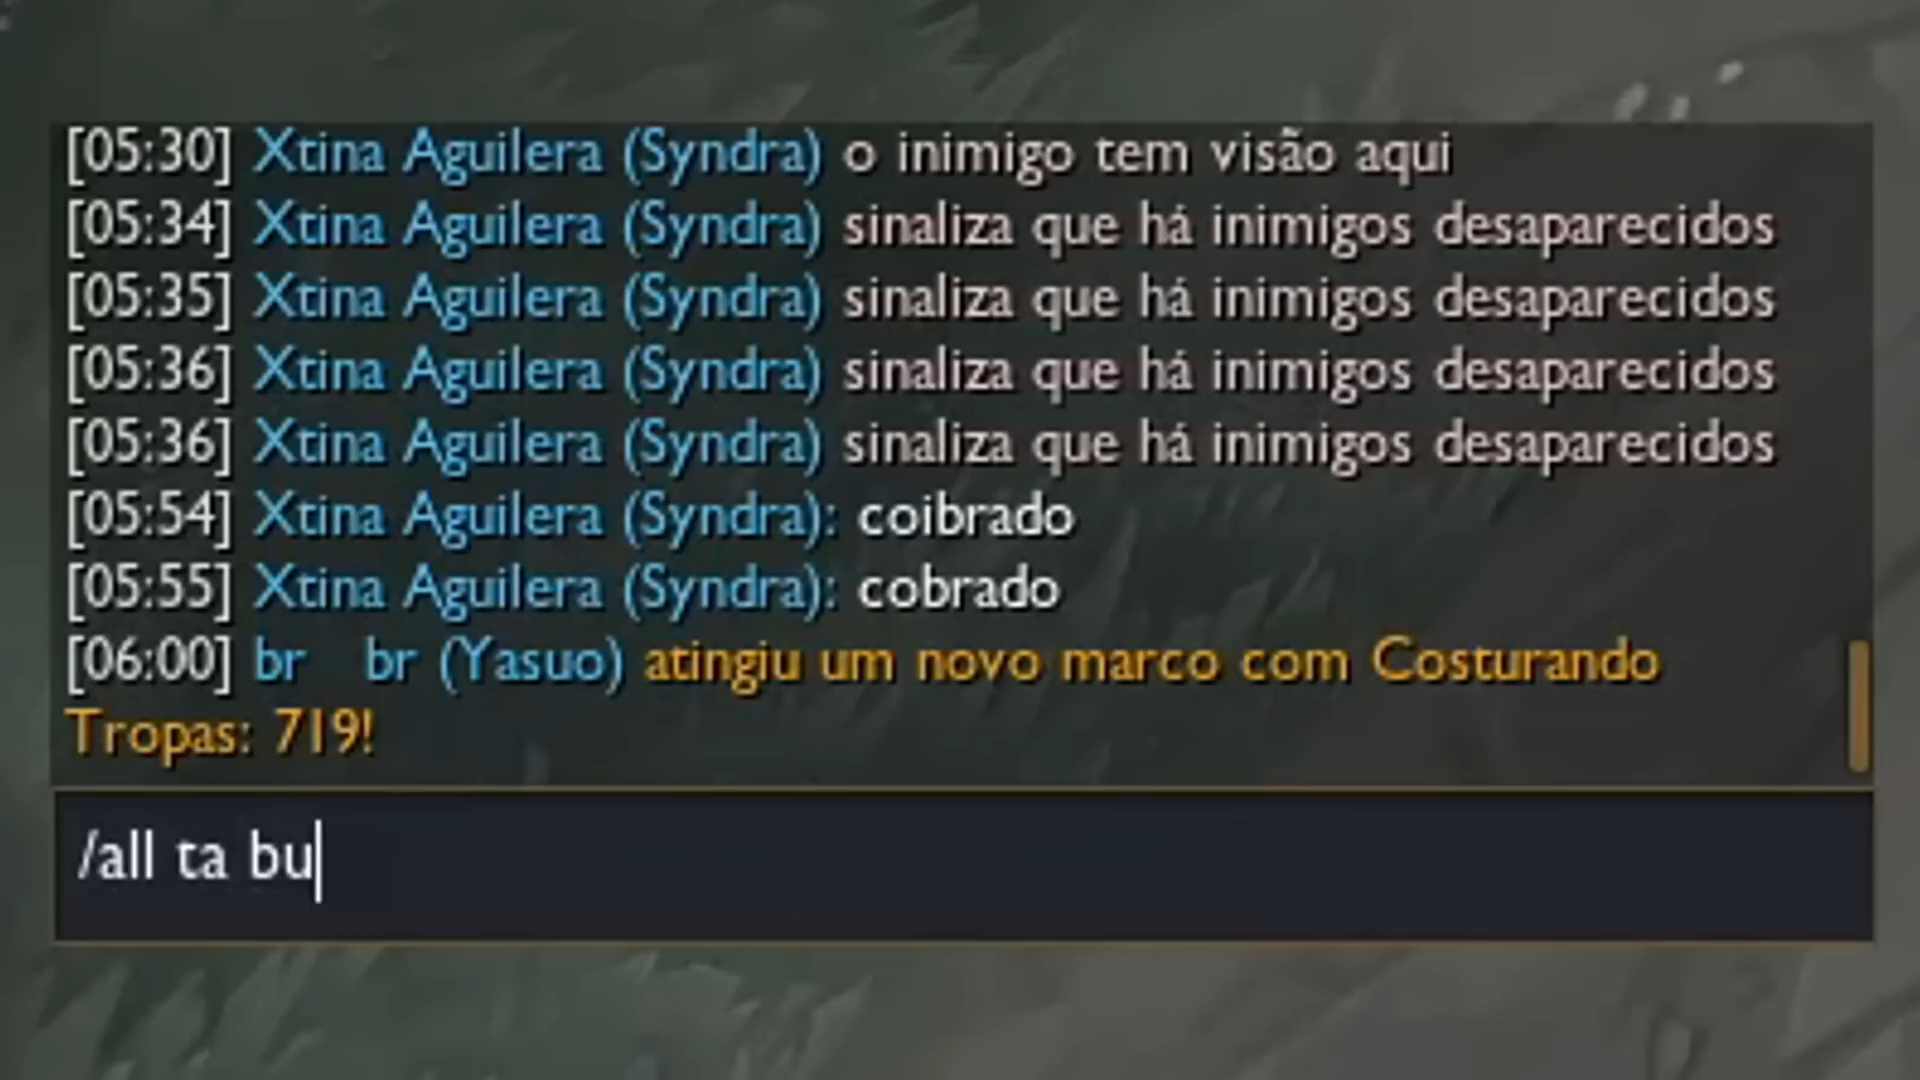 [05:30] Xtina Aguilera (Syndra) o inimigo tem visão aqui
[05:34] Xtina Aguilera (Syndra) sinaliza que há inimigos desaparecidos
[05:35] Xtina Aguilera (Syndra) sinaliza que há inimigos desaparecidos
[05:36] Xtina Aguilera (Syndra) sinaliza que há inimigos desaparecidos
[05:36] Xtina Aguilera (Syndra) sinaliza que há inimigos desaparecidos
[05:54] Xtina Aguilera (Syndra): coibrado
[05:55] Xtina Aguilera (Syndra): cobrado
[06:00] br br (Yasuo) atingiu um novo marco com Costurando
Tropas: 719!
/all ta bu